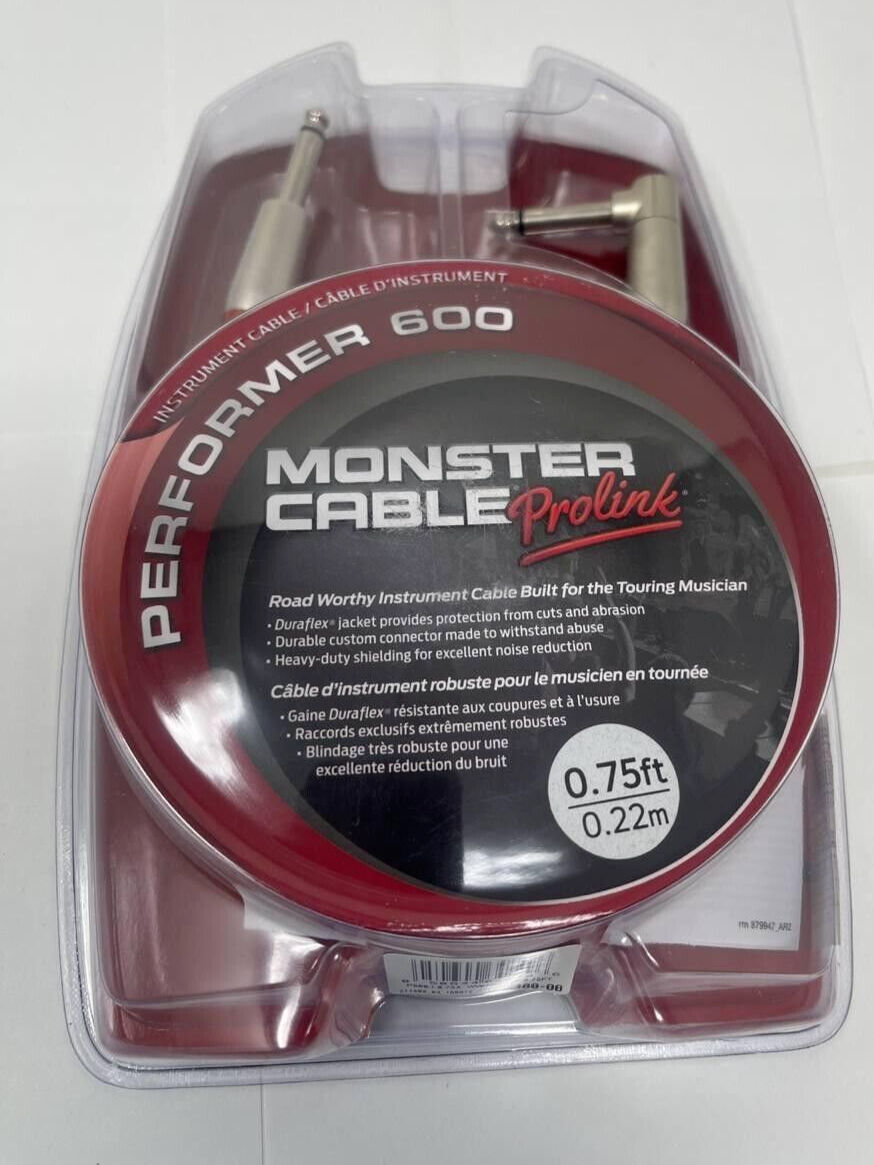 INSTRUMENT CABLE / CÂBLE D'INSTRUMENT
PERFORMER 600
MONSTER
CABLE® Prolink®
Road Worthy Instrument Cable Built for the Touring Musician
• Duraflex® jacket provides protection from cuts and abrasion
• Durable custom connector made to withstand abuse
• Heavy-duty shielding for excellent noise reduction
Câble d'instrument robuste pour le musicien en tournée
• Gaine Duraflex® résistante aux coupures et à l'usure
• Raccords exclusifs extrêmement robustes
• Blindage très robuste pour une
excellente réduction du bruit
0.75ft
0.22m